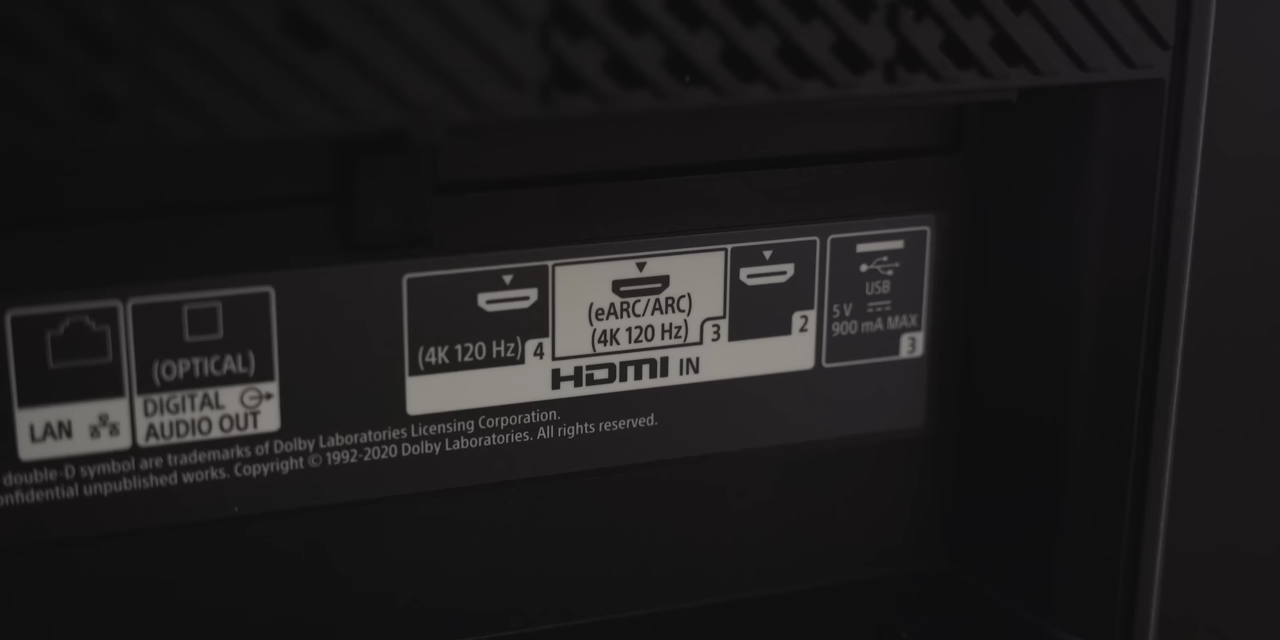 LAN
(OPTICAL)
DIGITAL
AUDIO OUT
(4K 120 Hz) 4
(eARC/ARC)
(4K 120 Hz) 3
2
HDMI IN
USB
5 V
900 mA MAX
3
double-D symbol are trademarks of Dolby Laboratories Licensing Corporation.
onfidential unpublished works. Copyright © 1992-2020 Dolby Laboratories. All rights reserved.